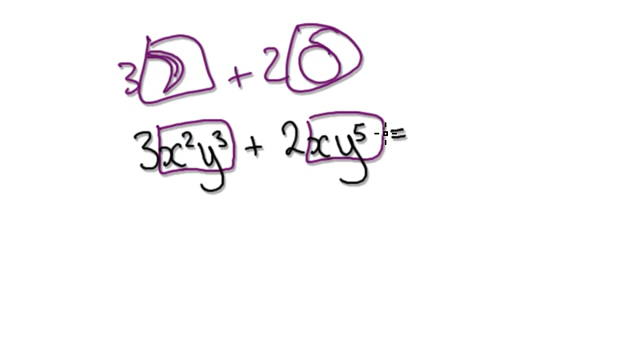 3 + 2
3x²y³ + 2xy⁵ =